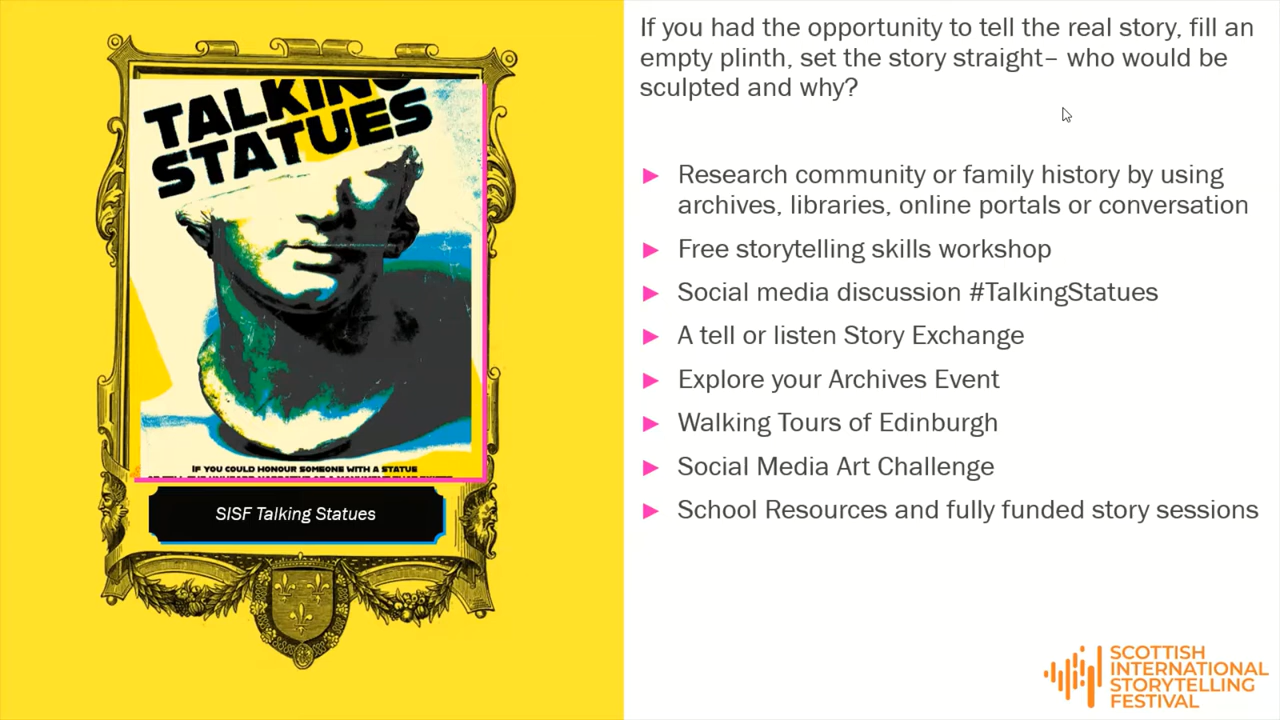 TALKING
STATUES
IF YOU COULD HONOUR SOMEONE WITH A STATUE
SISF Talking Statues
If you had the opportunity to tell the real story, fill an
empty plinth, set the story straight– who would be
sculpted and why?
► Research community or family history by using
archives, libraries, online portals or conversation
► Free storytelling skills workshop
► Social media discussion #TalkingStatues
► A tell or listen Story Exchange
► Explore your Archives Event
► Walking Tours of Edinburgh
► Social Media Art Challenge
► School Resources and fully funded story sessions
SCOTTISH
INTERNATIONAL
STORYTELLING
FESTIVAL